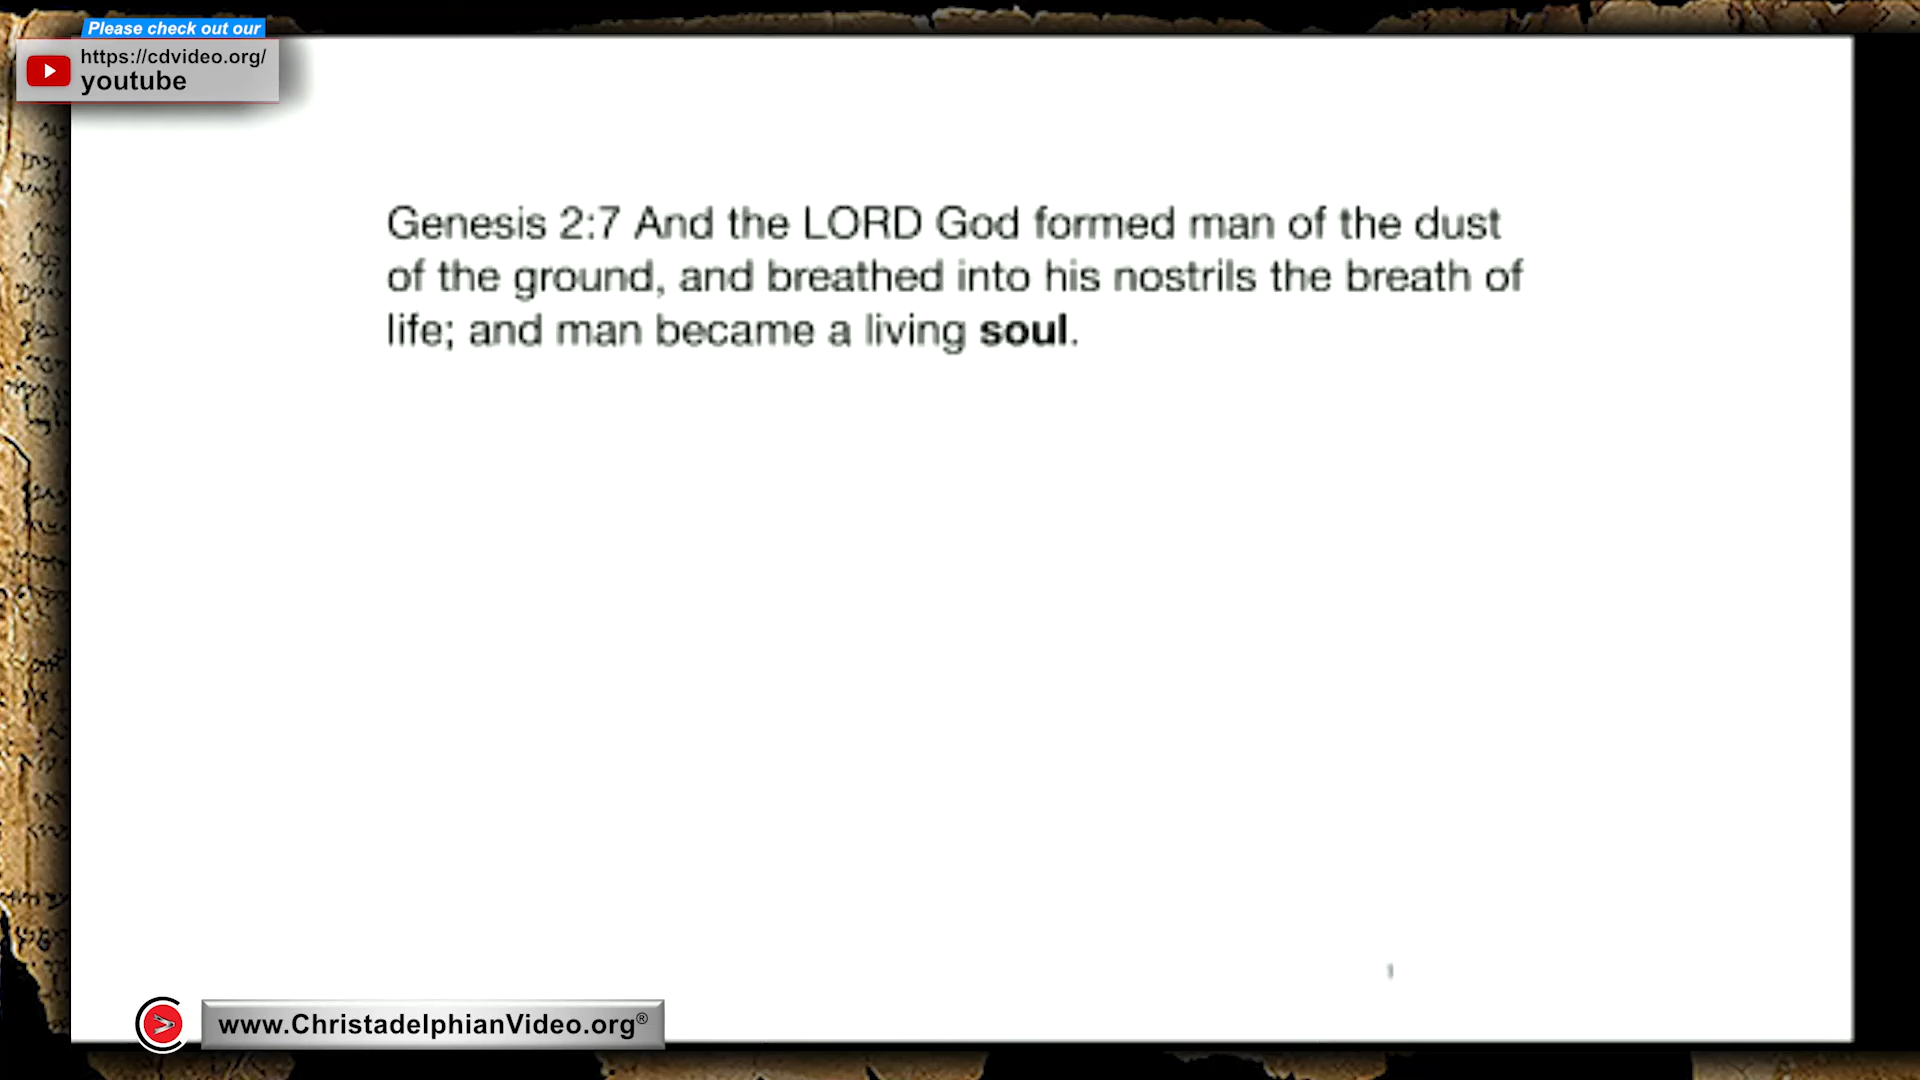 Please check out our
https://cdvideo.org/
youtube
Genesis 2:7 And the LORD God formed man of the dust
of the ground, and breathed into his nostrils the breath of
life; and man became a living soul.
1
www.ChristadelphianVideo.org®